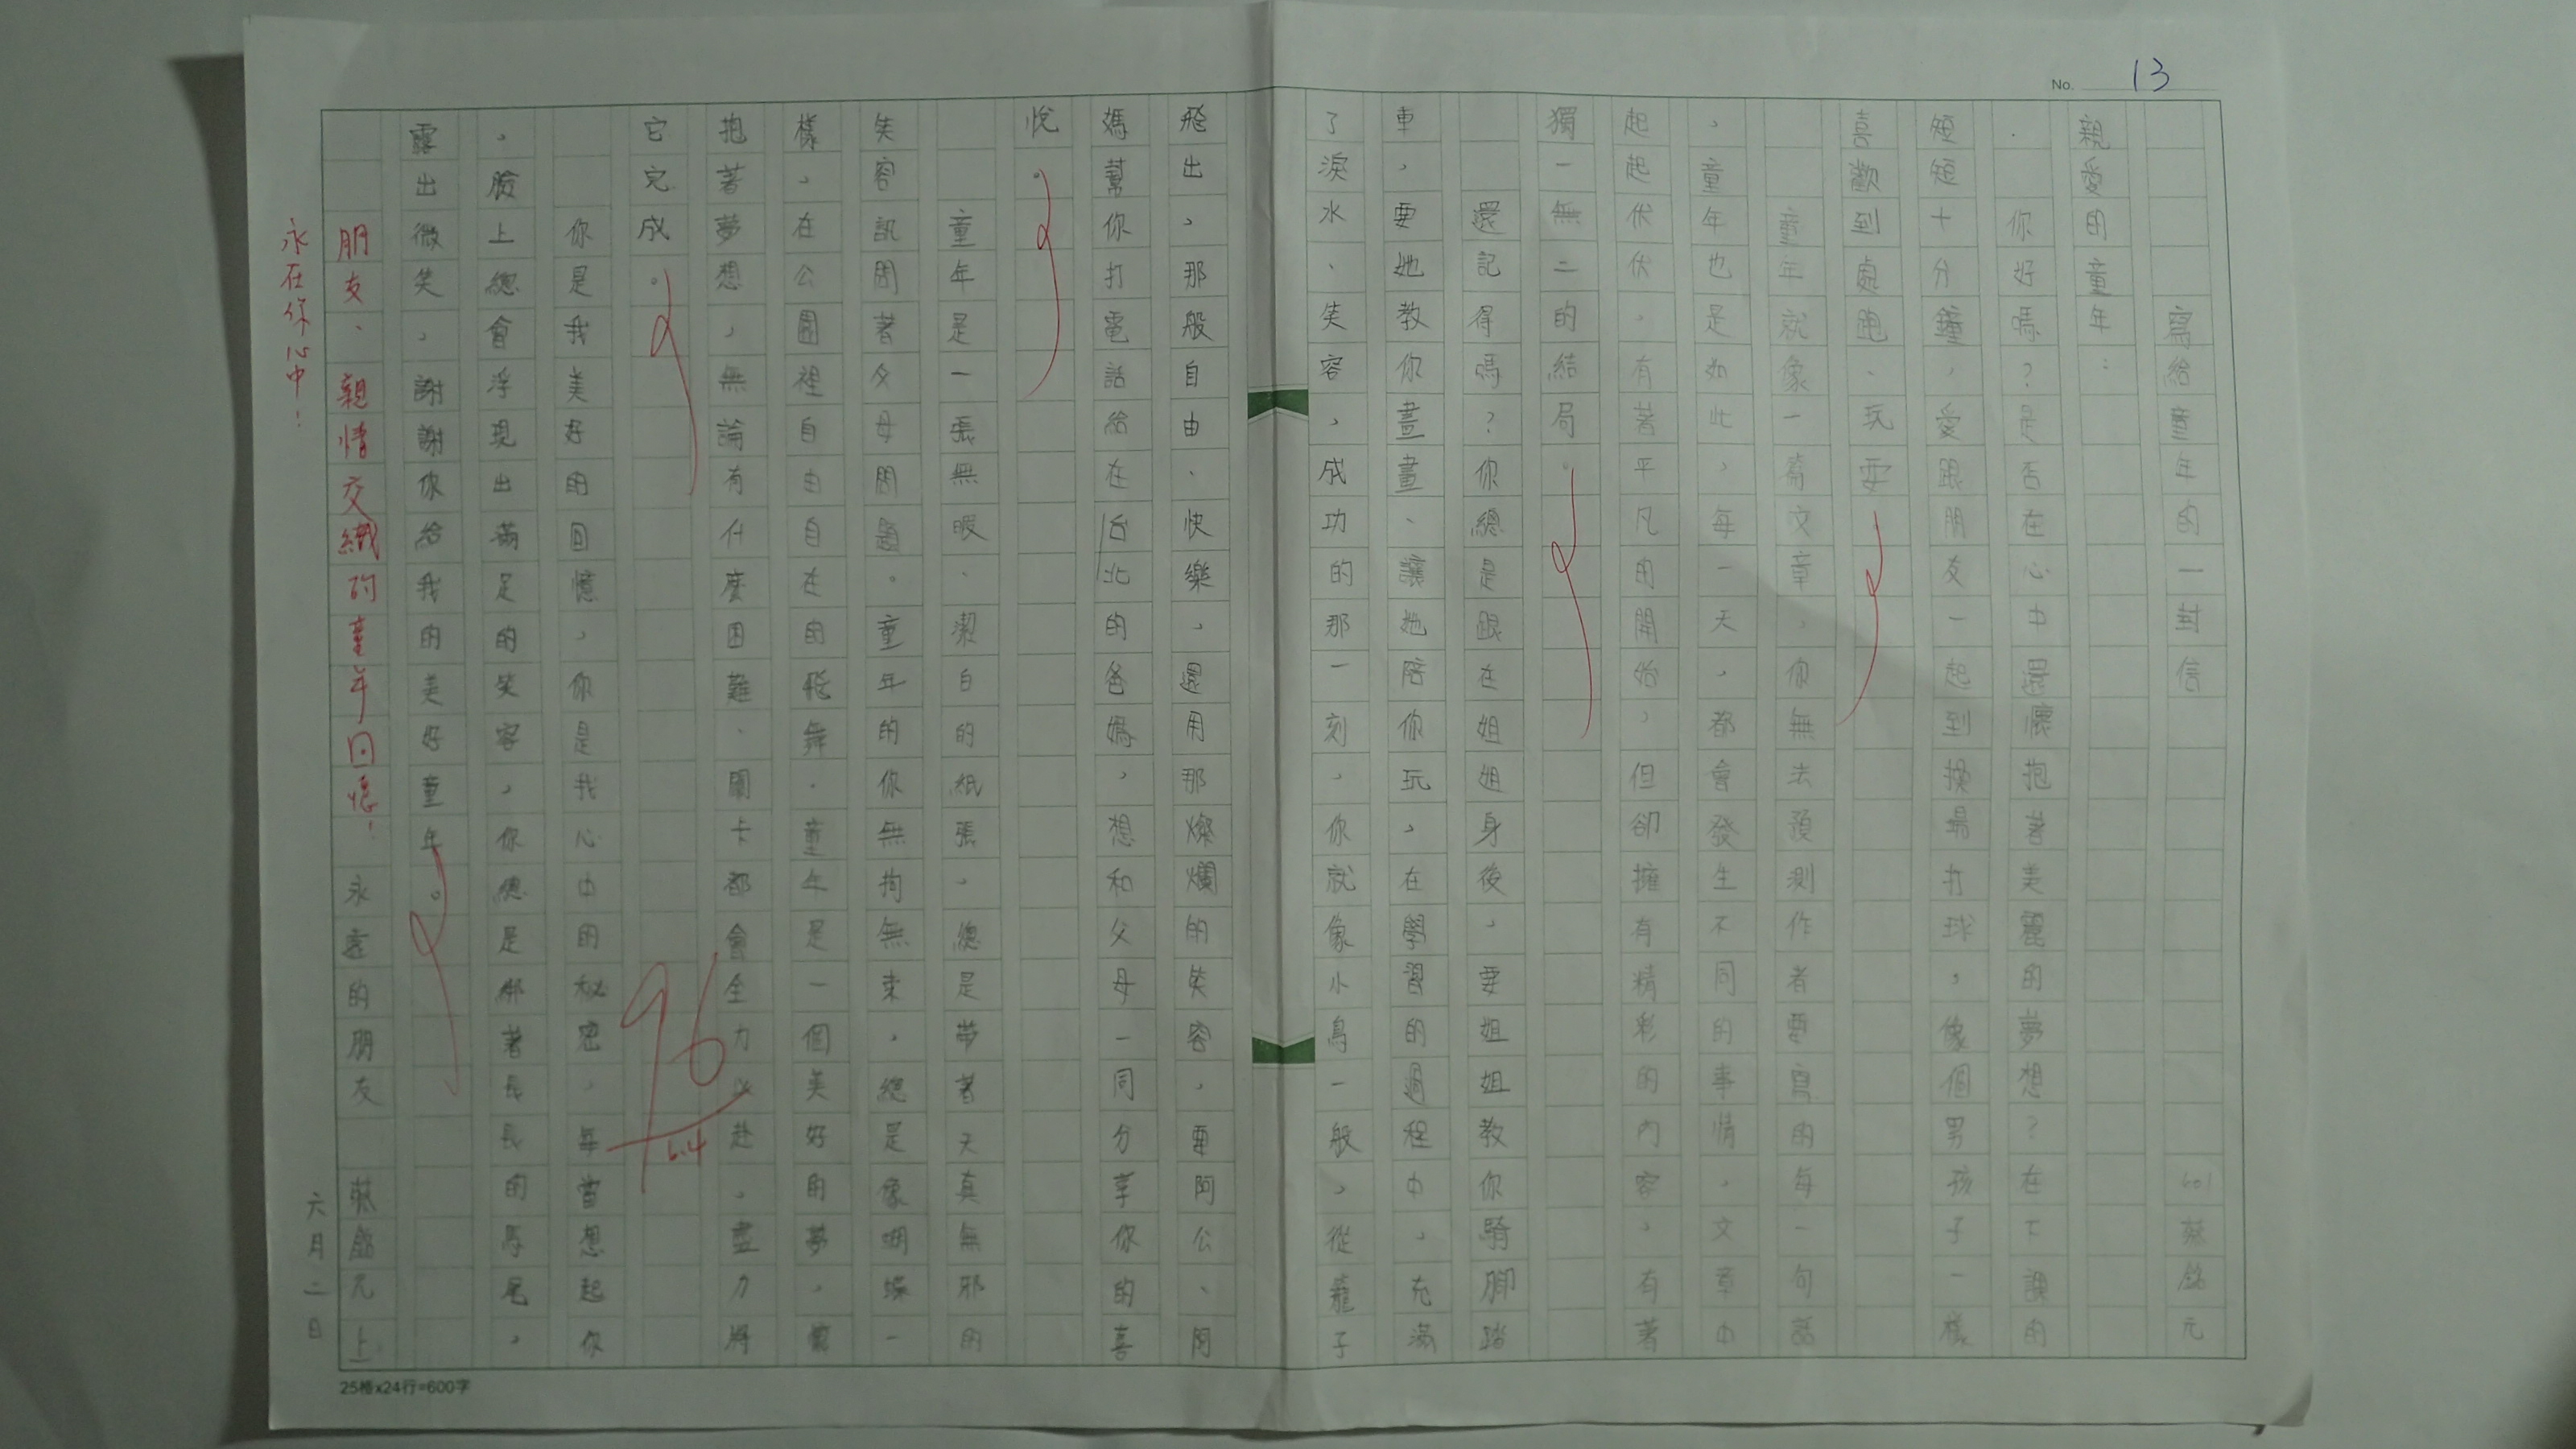 No. 13
寫給童年的一封信 601 蔡銘元
親愛的童年:
你好嗎?是否在心中還懷抱著美麗的夢想?在下課的
短短十分鐘,愛跟朋友一起到操場打球,像個男孩子一樣
喜歡到處跑、玩耍。
童年就像一篇文章,你無法預測作者要寫的每一句話
,童年也是如此,每一天,都會發生不同的事情,文章中
起起伏伏,有著平凡的開始,但卻擁有精彩的內容,有著
獨一無二的結局。
還記得嗎?你總是跟在姐姐身後,要姐姐教你騎腳踏
車,要她教你畫畫、讓她陪你玩,在學習的過程中,充滿
了淚水、笑容,成功的那一刻,你就像小鳥一般,從籠子
飛出,那般自由、快樂,還用那燦爛的笑容,要阿公、阿
媽幫你打電話給在台北的爸媽,想和父母一同分享你的喜
悅。
童年是一張無暇、潔白的紙張,總是帶著天真無邪的
笑容訊問著父母問題。童年的你無拘無束,總是像蝴蝶一
樣,在公園裡自由自在的飛舞.童年是一個美好的夢,懷
抱著夢想,無論有什麼困難、關卡都會全力以赴,盡力將
它完成。
你是我美好的回憶,你是我心中的秘密,每當想起你
,臉上總會浮現出滿足的笑容,你總是綁著長長的馬尾,
露出微笑,謝謝你給我的美好童年。
96
6.4
朋友、親情交織的童年回憶!
永遠的朋友 蔡銘元上
永在你心中!
六月二日
25格x24行=600字